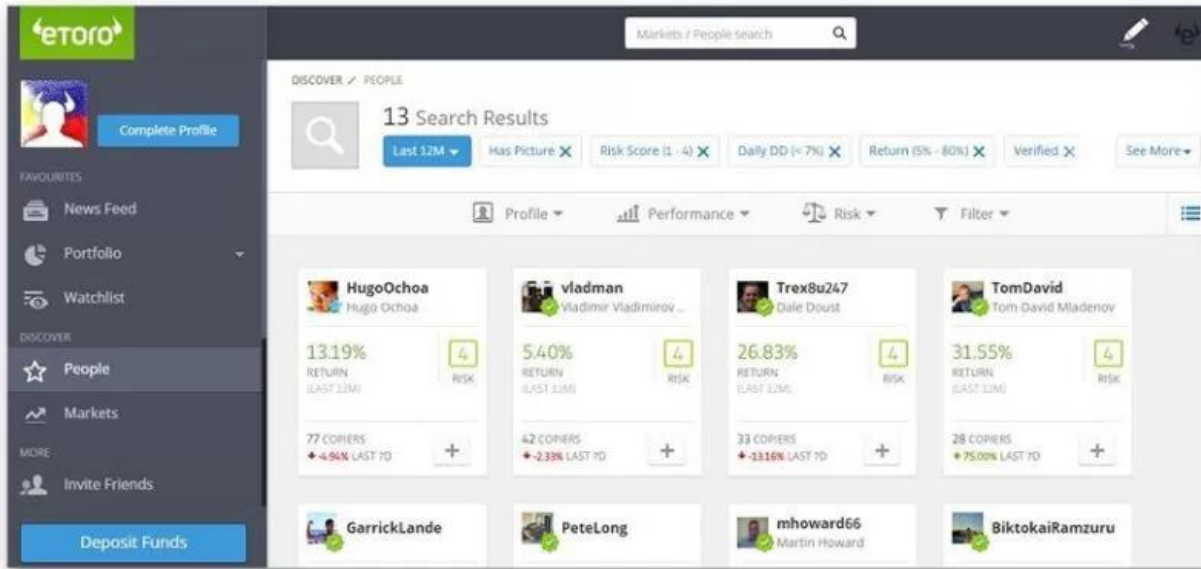 eToro
Markets / People search
Complete Profile
FAVOURITES
News Feed
Portfolio
Watchlist
DISCOVER
People
Markets
MORE
Invite Friends
Deposit Funds
DISCOVER / PEOPLE
13 Search Results
Last 12M Has Picture X Risk Score (1 - 4) X Daily DD (< 7%) X Return (5% - 80%) X Verified X See More
Profile Performance Risk Filter
HugoOchoa
Hugo Ochoa
13.19%
4
RETURN
RISK
(LAST 12M)
77 COPIERS
-4.94% LAST 7D
+
vladman
Vladimir Vladimirov ..
5.40%
4
RETURN
RISK
(LAST 12M)
42 COPIERS
-2.33% LAST 7D
+
Trex8u247
Dale Doust
26.83%
4
RETURN
RISK
(LAST 12M)
33 COPIERS
-13.16% LAST 7D
+
TomDavid
Tom David Mladenov
31.55%
4
RETURN
RISK
(LAST 12M)
28 COPIERS
75.00% LAST 7D
+
GarrickLande
PeteLong
mhoward66
Martin Howard
BiktokaiRamzuru